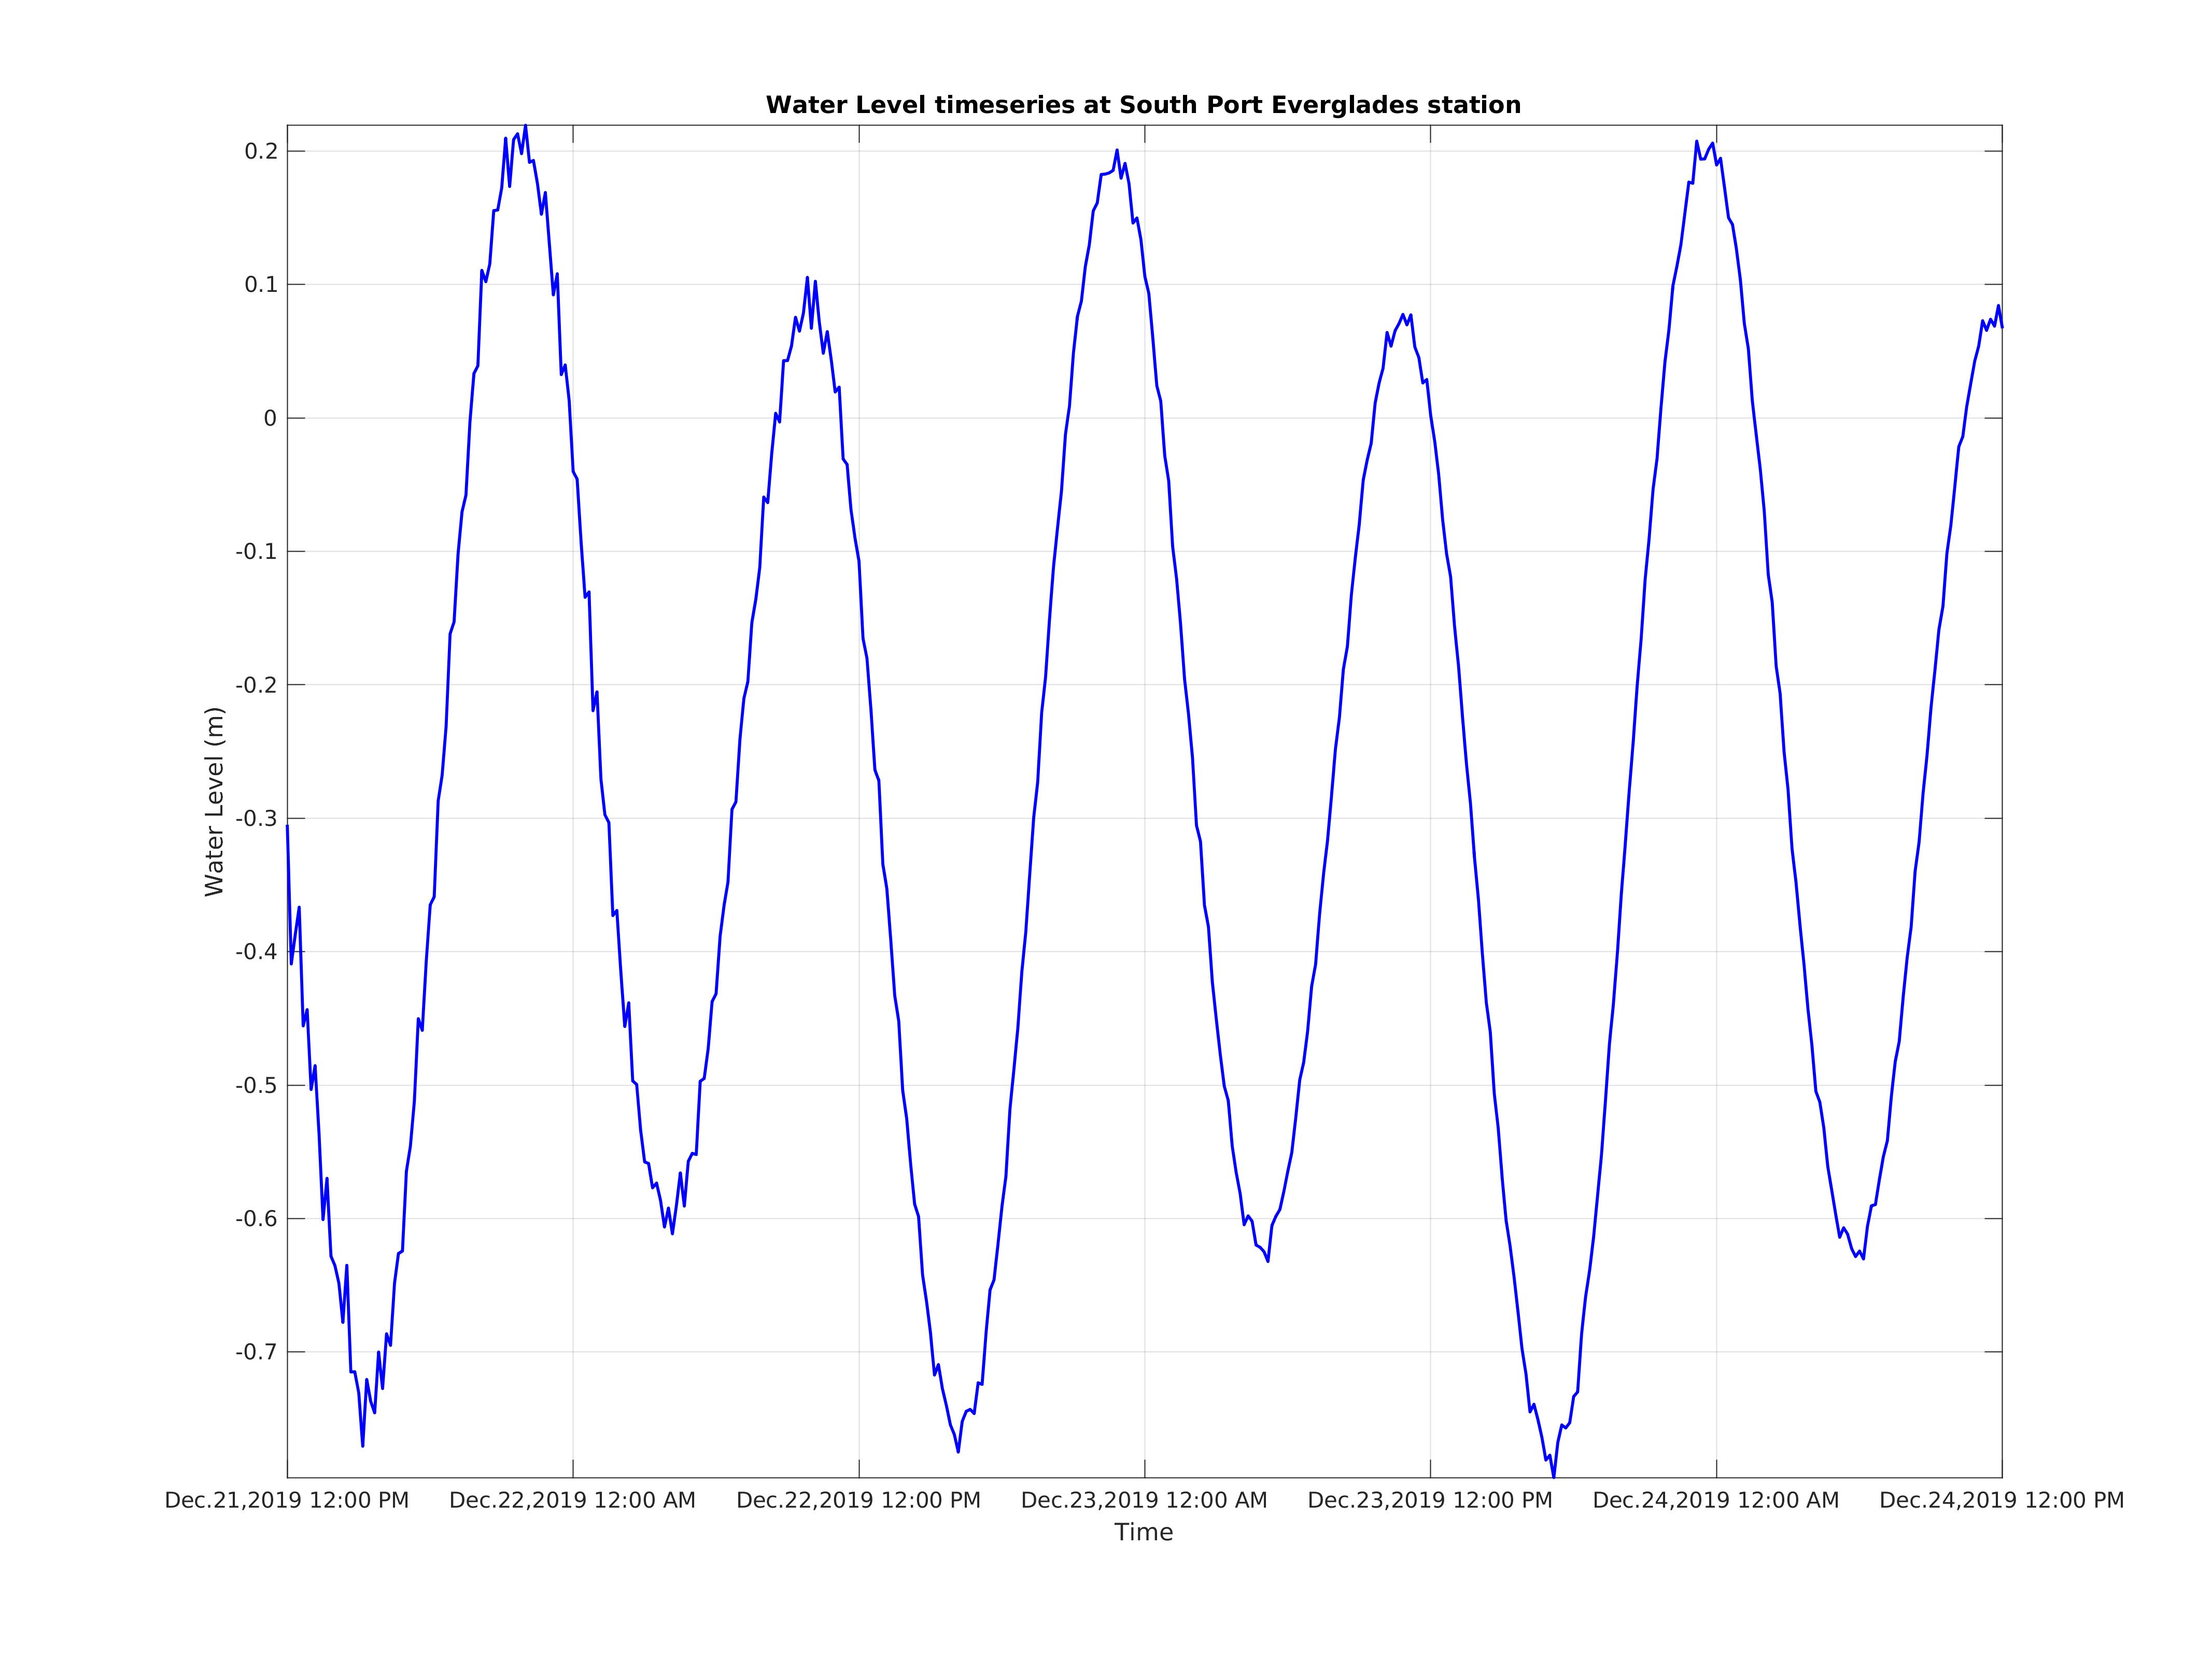 Water Level timeseries at South Port Everglades station
0.2
0.1
0
-0.1
-0.2
-0.3
-0.4
-0.5
-0.6
-0.7
Water Level (m)
Dec.21,2019 12:00 PM
Dec.22,2019 12:00 AM
Dec.22,2019 12:00 PM
Dec.23,2019 12:00 AM
Dec.23,2019 12:00 PM
Dec.24,2019 12:00 AM
Dec.24,2019 12:00 PM
Time